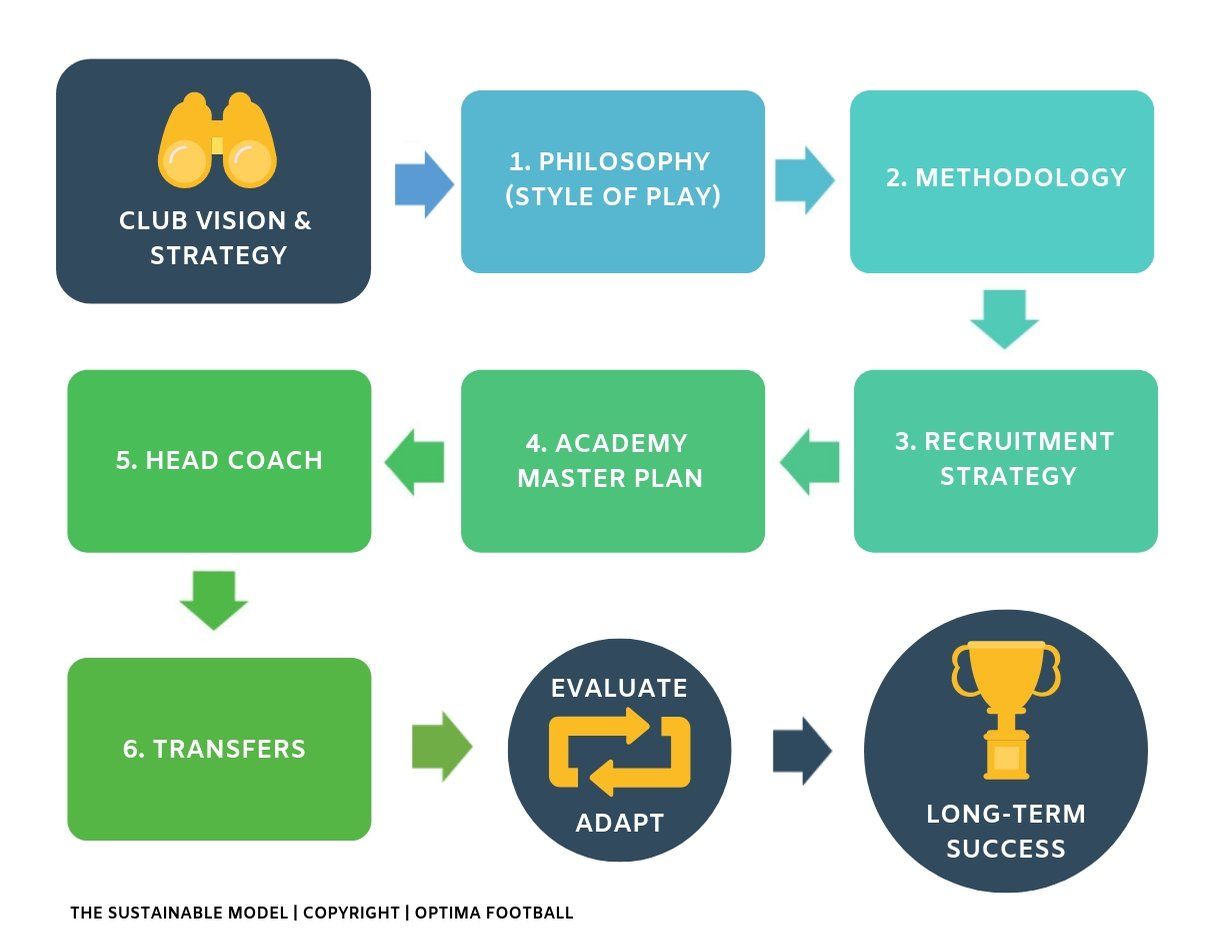 CLUB VISION &
STRATEGY
1. PHILOSOPHY
(STYLE OF PLAY)
2. METHODOLOGY
3. RECRUITMENT
STRATEGY
4. ACADEMY
MASTER PLAN
5. HEAD COACH
6. TRANSFERS
EVALUATE
ADAPT
LONG-TERM
SUCCESS
THE SUSTAINABLE MODEL | COPYRIGHT | OPTIMA FOOTBALL